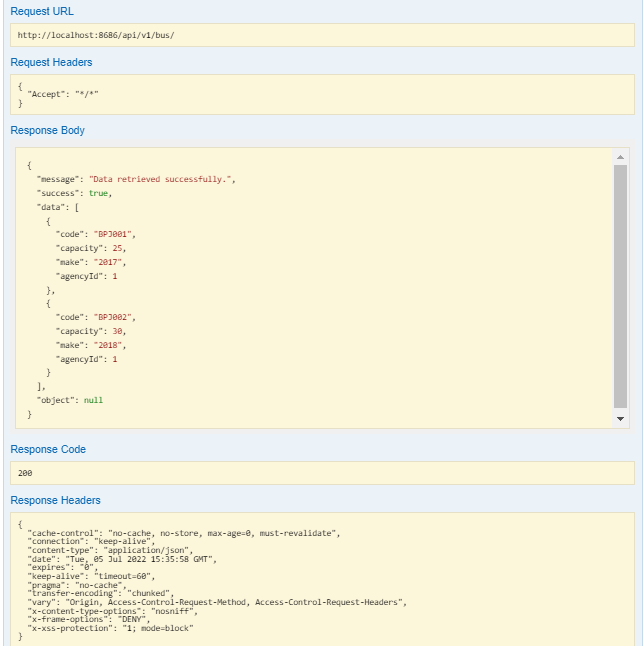 Request URL
http://localhost:8686/api/v1/bus/
Request Headers
{
"Accept": "*/*"
}
Response Body
{
"message": "Data retrieved successfully.",
"success": true,
"data": [
{
"code": "BPJ001",
"capacity": 25,
"make": "2017",
"agencyId": 1
},
{
"code": "BPJ002",
"capacity": 30,
"make": "2018",
"agencyId": 1
}
],
"object": null
}
Response Code
200
Response Headers
{
"cache-control": "no-cache, no-store, max-age=0, must-revalidate",
"connection": "keep-alive",
"content-type": "application/json",
"date": "Tue, 05 Jul 2022 15:35:58 GMT",
"expires": "0",
"keep-alive": "timeout=60",
"pragma": "no-cache",
"transfer-encoding": "chunked",
"vary": "Origin, Access-Control-Request-Method, Access-Control-Request-Headers",
"x-content-type-options": "nosniff",
"x-frame-options": "DENY",
"x-xss-protection": "1; mode=block"
}